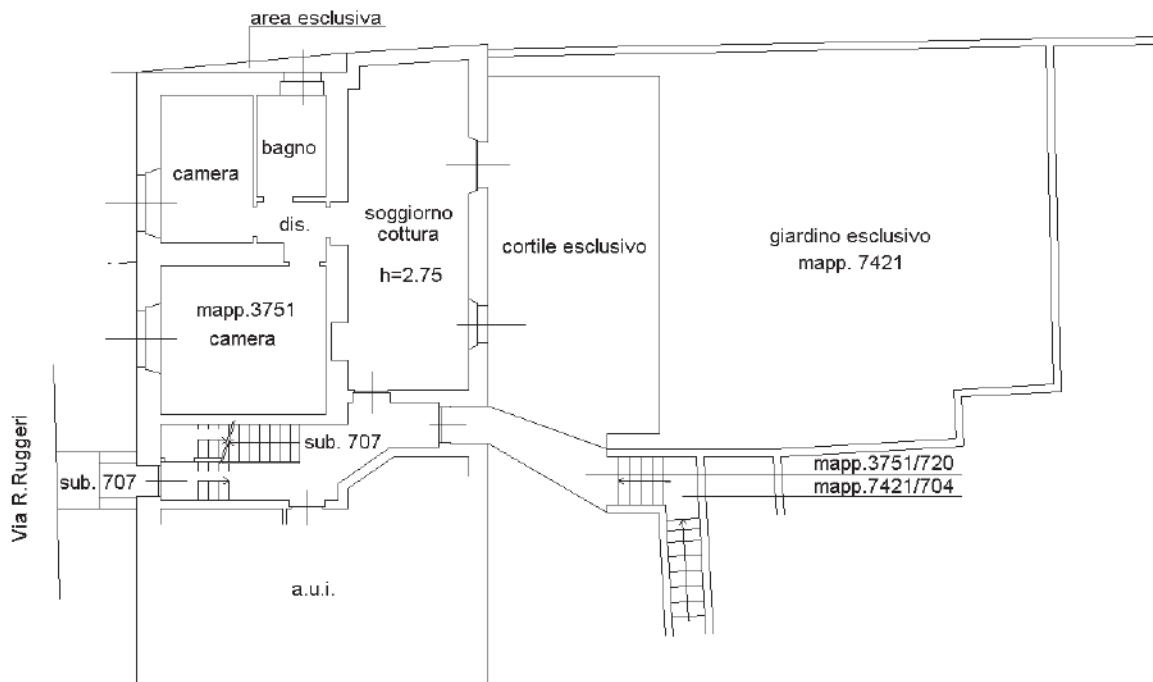 area esclusiva
bagno
camera
dis.
soggiorno
cottura
h=2.75
cortile esclusivo
giardino esclusivo
mapp. 7421
mapp.3751
camera
sub. 707
sub. 707
Via R.Ruggeri
mapp.3751/720
mapp.7421/704
a.u.i.